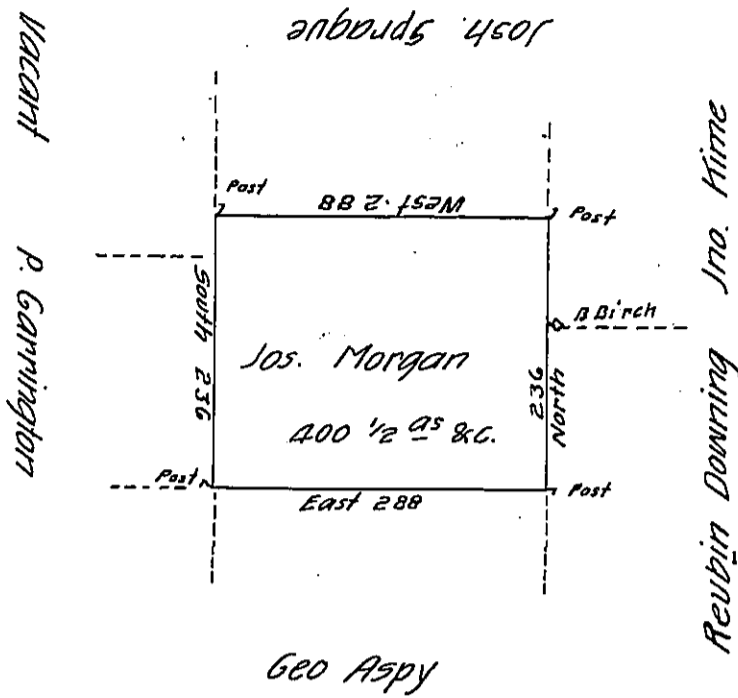 Josh. Sprague
Vacant
P. Garrington
Jno. Kime
Reubin Downing
Post
West. 288
Post
South 236
B Birch
Jos. Morgan
400 1/2 as &c.
236
North
Post
East 288
Post
Geo Aspy